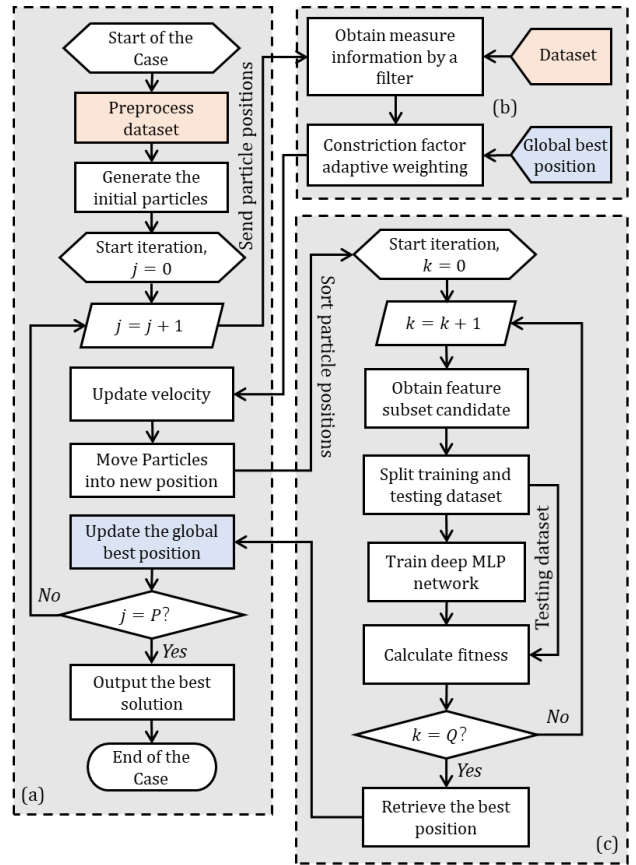 Start of the
Case
Preprocess
dataset
Generate the
initial particles
Start iteration,
j = 0
j = j + 1
Send particle positions
Update velocity
Move Particles
into new position
Sort particle positions
Update the global
best position
No
j = P?
Yes
Output the best
solution
End of the
Case
(a)
Obtain measure
information by a
filter
Dataset
(b)
Constriction factor
adaptive weighting
Global best
position
Start iteration,
k = 0
k = k + 1
Obtain feature
subset candidate
Split training and
testing dataset
Testing dataset
Train deep MLP
network
Calculate fitness
No
k = Q?
Yes
Retrieve the best
position
(c)